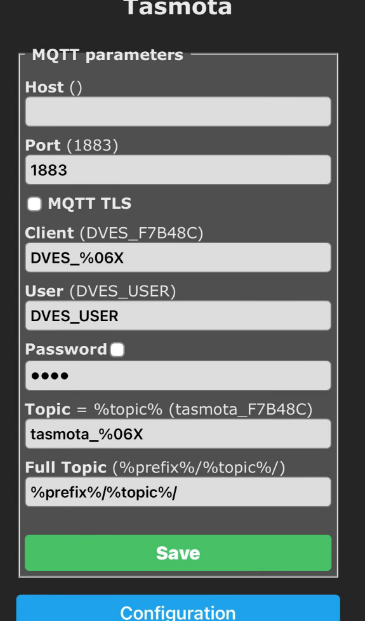 Tasmota
MQTT parameters
Host ()
Port (1883)
1883
MQTT TLS
Client (DVES_F7B48C)
DVES_%06X
User (DVES_USER)
DVES_USER
Password
••••
Topic = %topic% (tasmota_F7B48C)
tasmota_%06X
Full Topic (%prefix%/%topic%/)
%prefix%/%topic%/
Save
Configuration